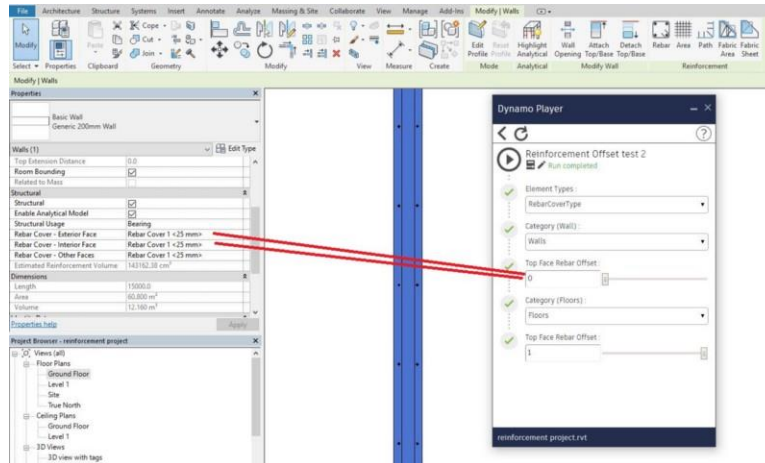 File Architecture Structure Systems Insert Annotate Analyze Massing & Site Collaborate View Manage Add-Ins Modify | Walls
Modify
Paste
Cope
Cut
Join
Edit Profile
Reset Profile
Highlight Analytical
Wall Opening
Attach Top/Base
Detach Top/Base
Rebar
Area
Path
Fabric Area
Fabric Sheet
Select Properties Clipboard Geometry Modify View Measure Create Mode Analytical Modify Wall Reinforcement
Modify | Walls
Properties
Basic Wall
Generic 200mm Wall
Walls (1) Edit Type
Top Extension Distance 0.0
Room Bounding
Related to Mass
Structural
Structural
Enable Analytical Model
Structural Usage Bearing
Rebar Cover - Exterior Face Rebar Cover 1 <25 mm>
Rebar Cover - Interior Face Rebar Cover 1 <25 mm>
Rebar Cover - Other Faces Rebar Cover 1 <25 mm>
Estimated Reinforcement Volume 143162.38 cm³
Dimensions
Length 15000.0
Area 60.800 m²
Volume 12.160 m³
Properties help Apply
Project Browser - reinforcement project
Views (all)
Floor Plans
Ground Floor
Level 1
Site
True North
Ceiling Plans
Ground Floor
Level 1
3D Views
3D view with tags
Dynamo Player
Reinforcement Offset test 2
Run completed
Element Types :
RebarCoverType
Category (Wall) :
Walls
Top Face Rebar Offset :
0
Category (Floors) :
Floors
Top Face Rebar Offset :
1
reinforcement project.rvt